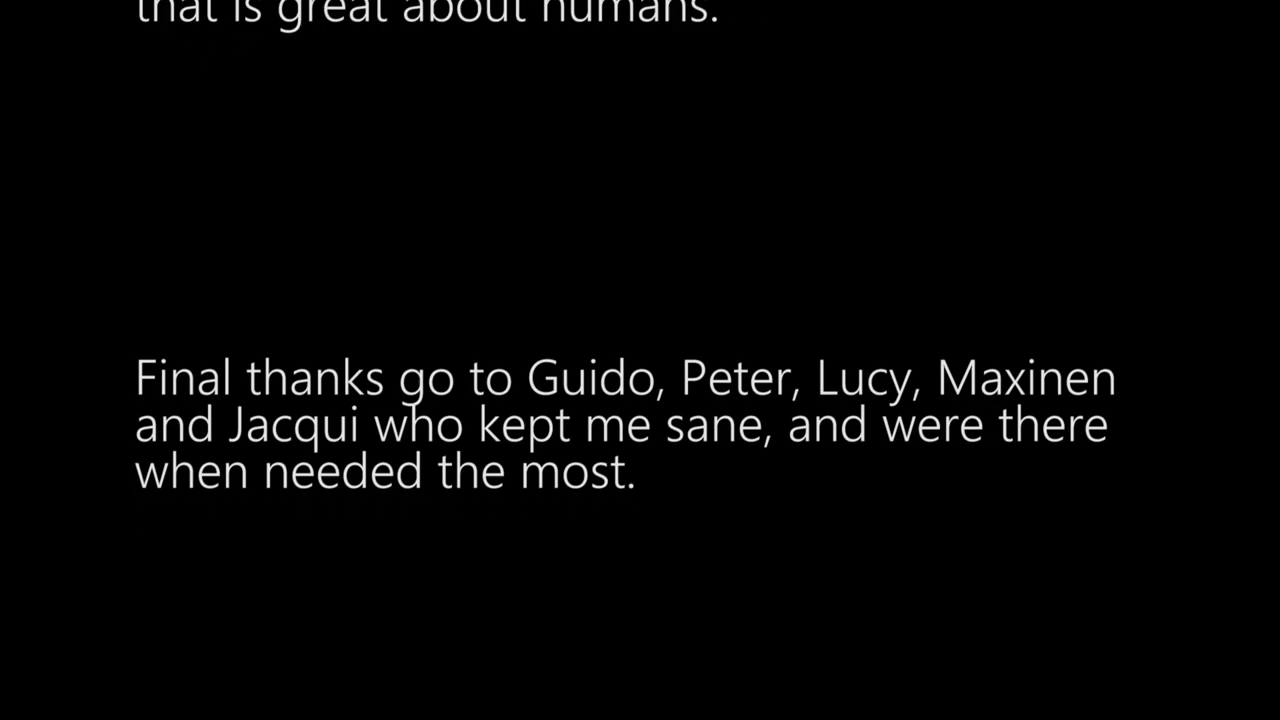 that is great about humans.
Final thanks go to Guido, Peter, Lucy, Maxinen
and Jacqui who kept me sane, and were there
when needed the most.